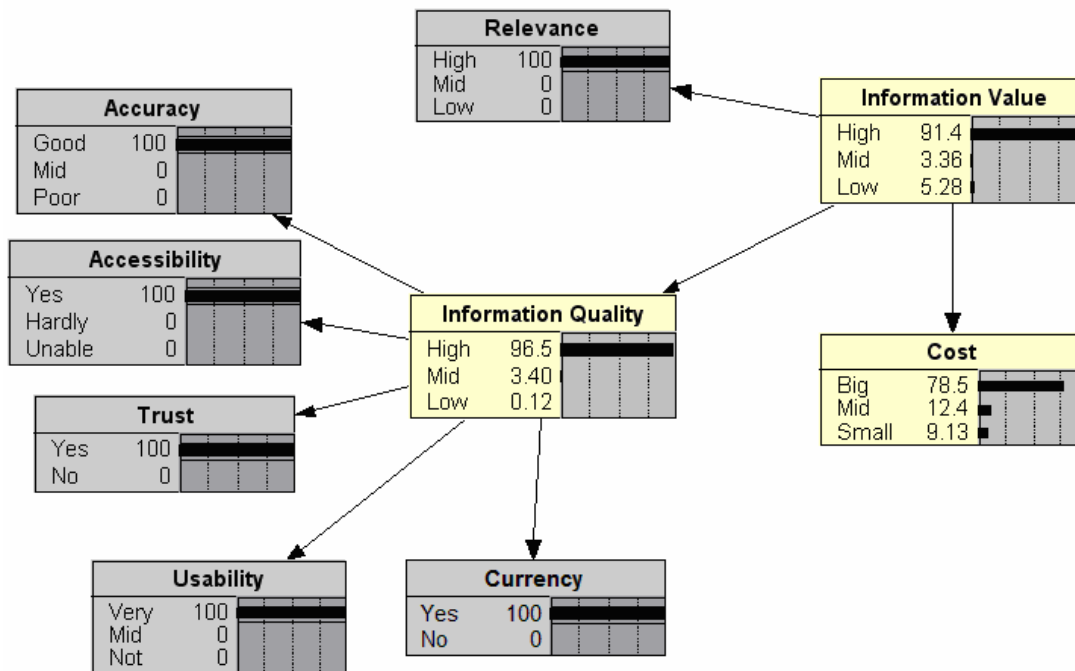 Relevance
High 100
Mid 0
Low 0
Information Value
High 91.4
Mid 3.36
Low 5.28
Accuracy
Good 100
Mid 0
Poor 0
Accessibility
Yes 100
Hardly 0
Unable 0
Information Quality
High 96.5
Mid 3.40
Low 0.12
Cost
Big 78.5
Mid 12.4
Small 9.13
Trust
Yes 100
No 0
Usability
Very 100
Mid 0
Not 0
Currency
Yes 100
No 0